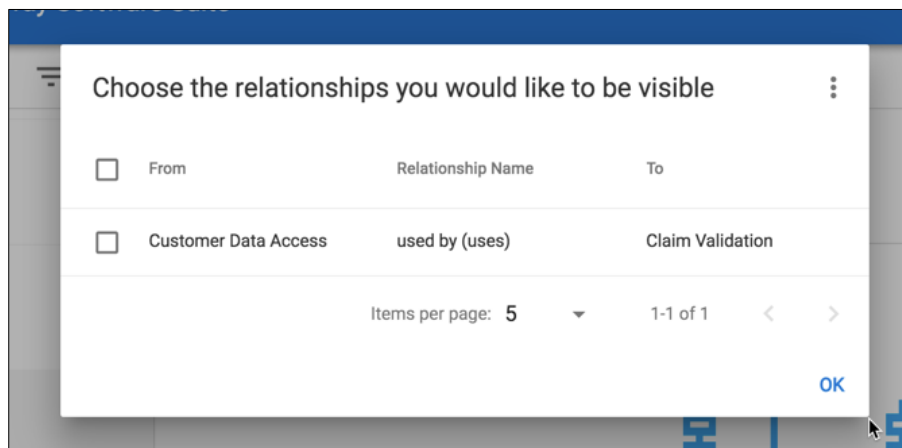 Choose the relationships you would like to be visible
From Relationship Name To
Customer Data Access used by (uses) Claim Validation
Items per page: 5 1-1 of 1
OK